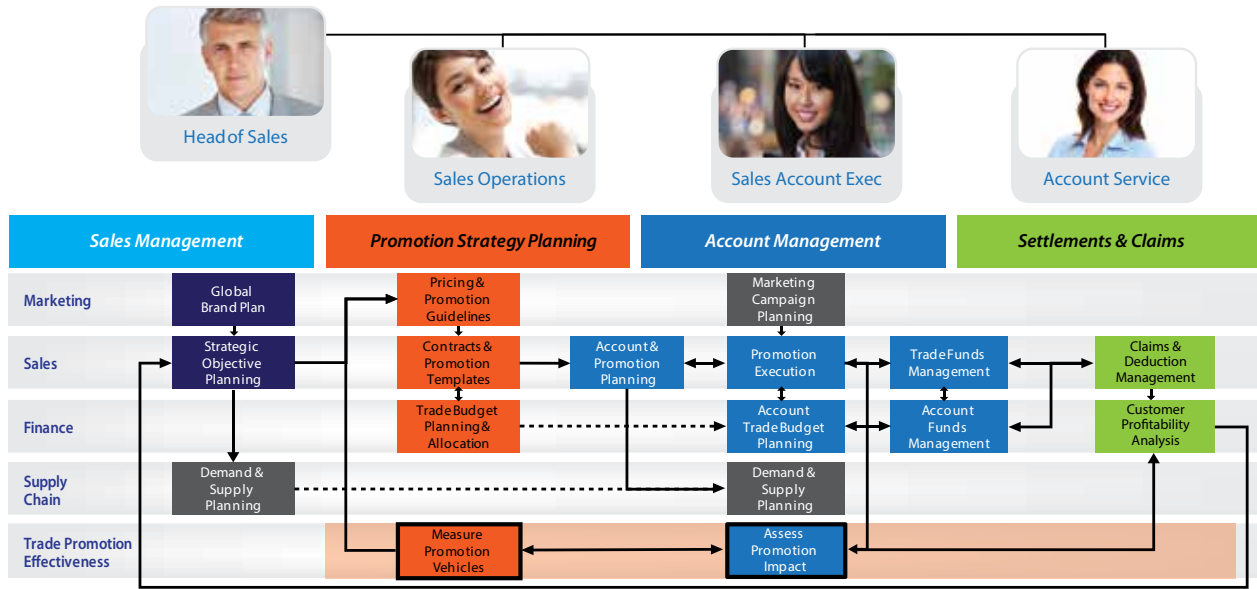 Head of Sales
Sales Operations
Sales Account Exec
Account Service
Sales Management
Promotion Strategy Planning
Account Management
Settlements & Claims
Marketing
Global
Brand Plan
Pricing &
Promotion
Guidelines
Marketing
Campaign
Planning
Sales
Strategic
Objective
Planning
Contracts &
Promotion
Templates
Account &
Promotion
Planning
Promotion
Execution
Trade Funds
Management
Claims &
Deduction
Management
Finance
Trade Budget
Planning &
Allocation
Account
Trade Budget
Planning
Account
Funds
Management
Customer
Profitability
Analysis
Supply
Chain
Demand &
Supply
Planning
Demand &
Supply
Planning
Trade Promotion
Effectiveness
Measure
Promotion
Vehicles
Assess
Promotion
Impact